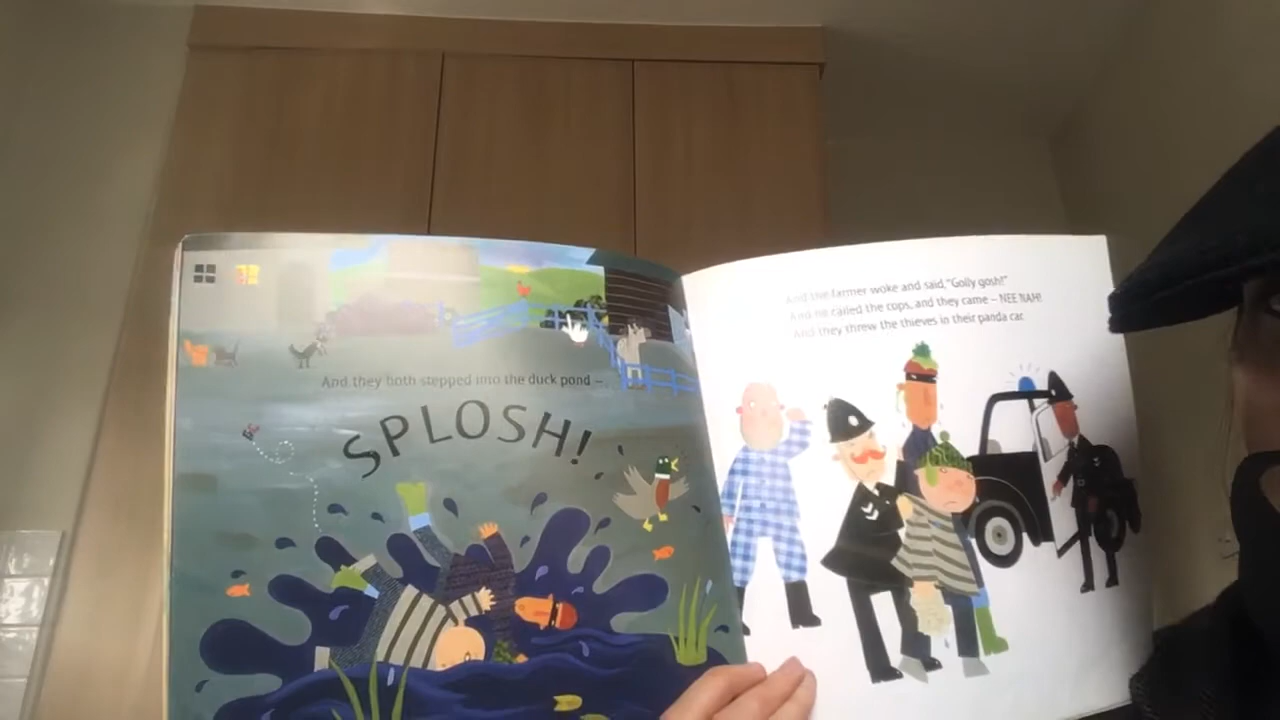 And they both stepped into the duck pond –
SPLOSH!
And the farmer woke and said, "Golly gosh!"
And he called the cops, and they came – NEE NAH!
And they threw the thieves in their panda car.